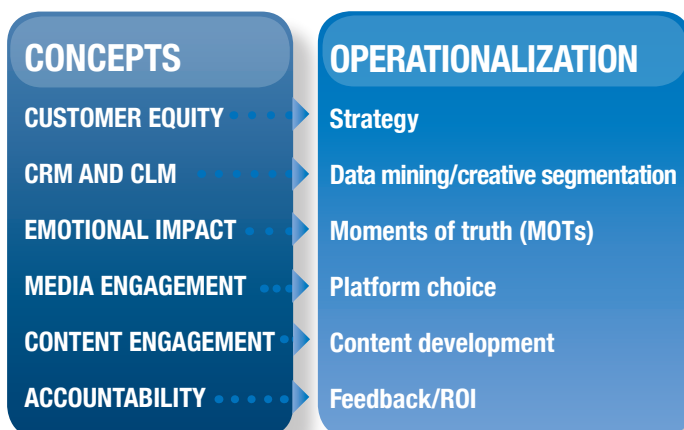 CONCEPTS
OPERATIONALIZATION
CUSTOMER EQUITY
Strategy
CRM AND CLM
Data mining/creative segmentation
EMOTIONAL IMPACT
Moments of truth (MOTs)
MEDIA ENGAGEMENT
Platform choice
CONTENT ENGAGEMENT
Content development
ACCOUNTABILITY
Feedback/ROI